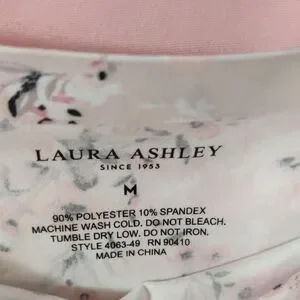 LAURA ASHLEY
SINCE 1953
M
90% POLYESTER 10% SPANDEX
MACHINE WASH COLD. DO NOT BLEACH.
TUMBLE DRY LOW. DO NOT IRON.
STYLE 4063-49 RN 90410
MADE IN CHINA